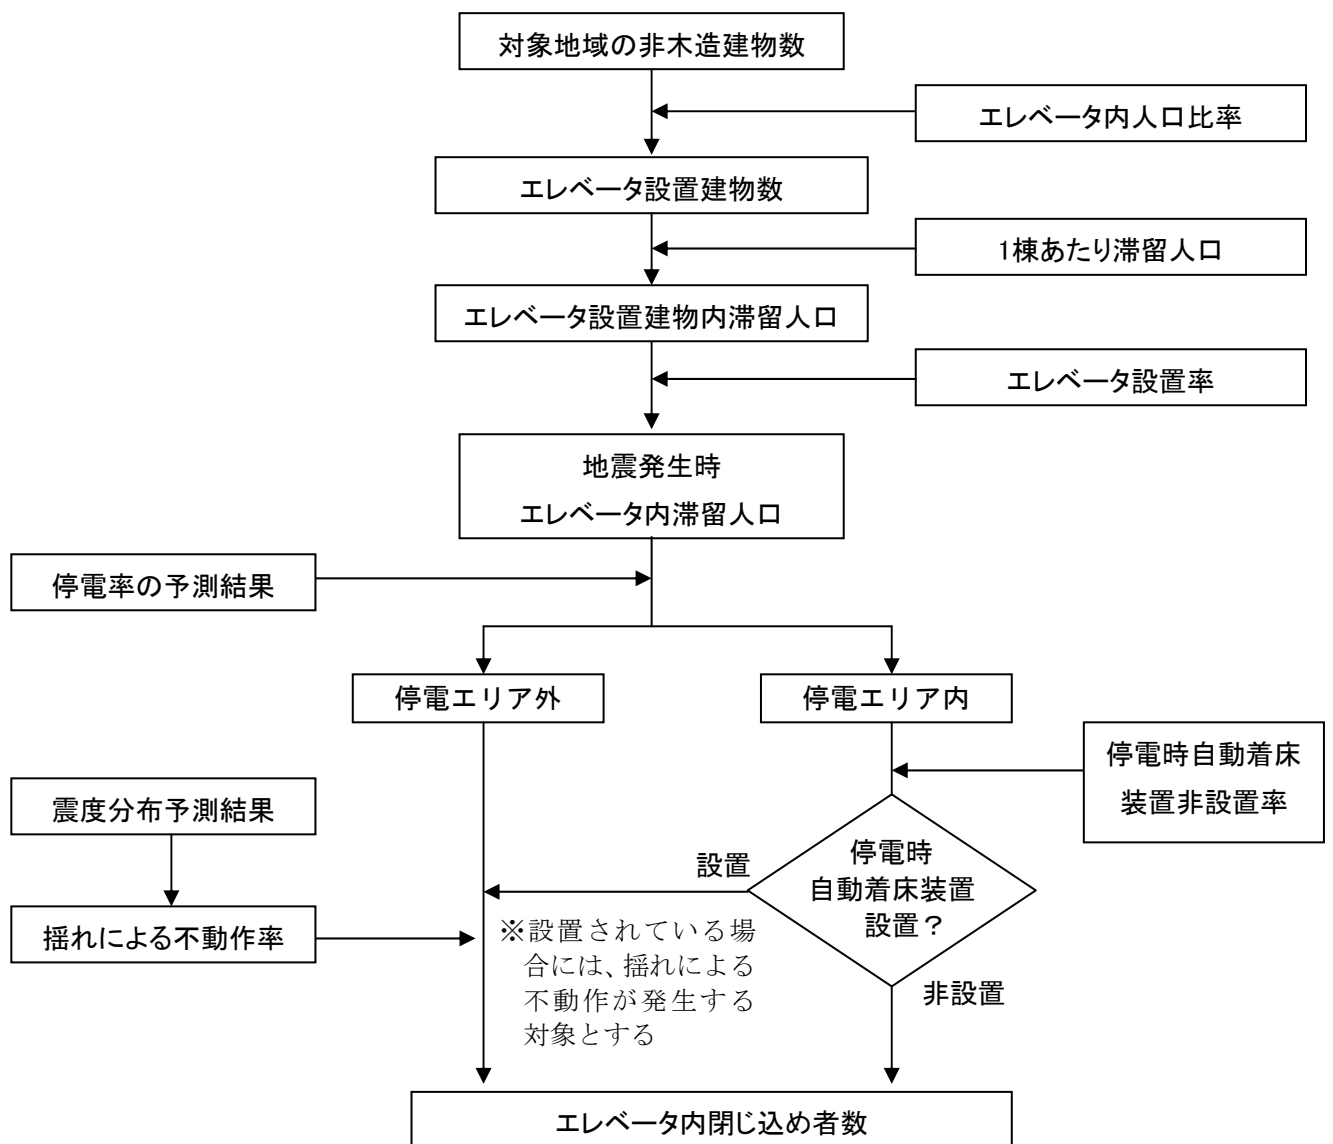 対象地域の非木造建物数
エレベータ内人口比率
エレベータ設置建物数
1棟あたり滞留人口
エレベータ設置建物内滞留人口
エレベータ設置率
地震発生時
エレベータ内滞留人口
停電率の予測結果
停電エリア外
停電エリア内
停電時自動着床
装置非設置率
震度分布予測結果
停電時
自動着床装置
設置？
設置
揺れによる不動作率
※設置されている場
合には、揺れによる
不動作が発生する
対象とする
非設置
エレベータ内閉じ込め者数